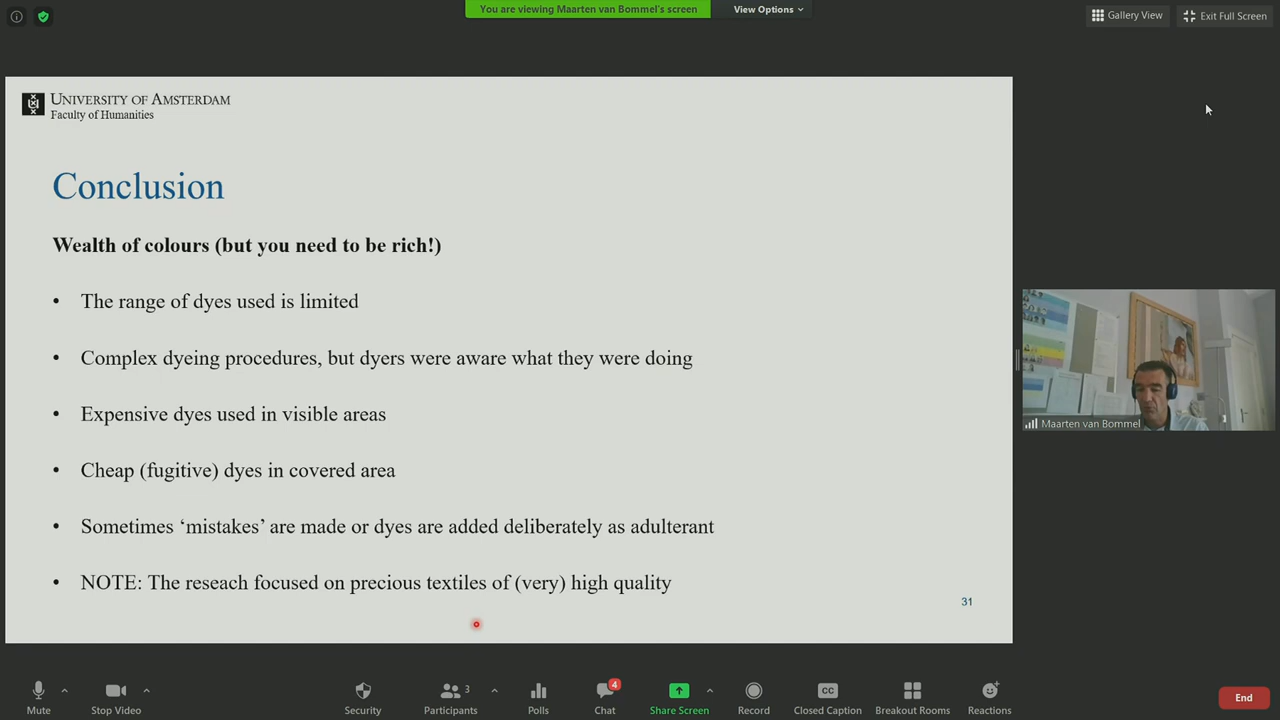 You are viewing Maarten van Bommel's screen
View Options
Gallery View
Exit Full Screen
UNIVERSITY OF AMSTERDAM
Faculty of Humanities
Conclusion
Wealth of colours (but you need to be rich!)
• The range of dyes used is limited
• Complex dyeing procedures, but dyers were aware what they were doing
• Expensive dyes used in visible areas
• Cheap (fugitive) dyes in covered area
• Sometimes ‘mistakes’ are made or dyes are added deliberately as adulterant
• NOTE: The reseach focused on precious textiles of (very) high quality
31
Maarten van Bommel
Mute
Stop Video
Security
Participants 3
Polls
Chat 4
Share Screen
Record
CC Closed Caption
Breakout Rooms
Reactions
End